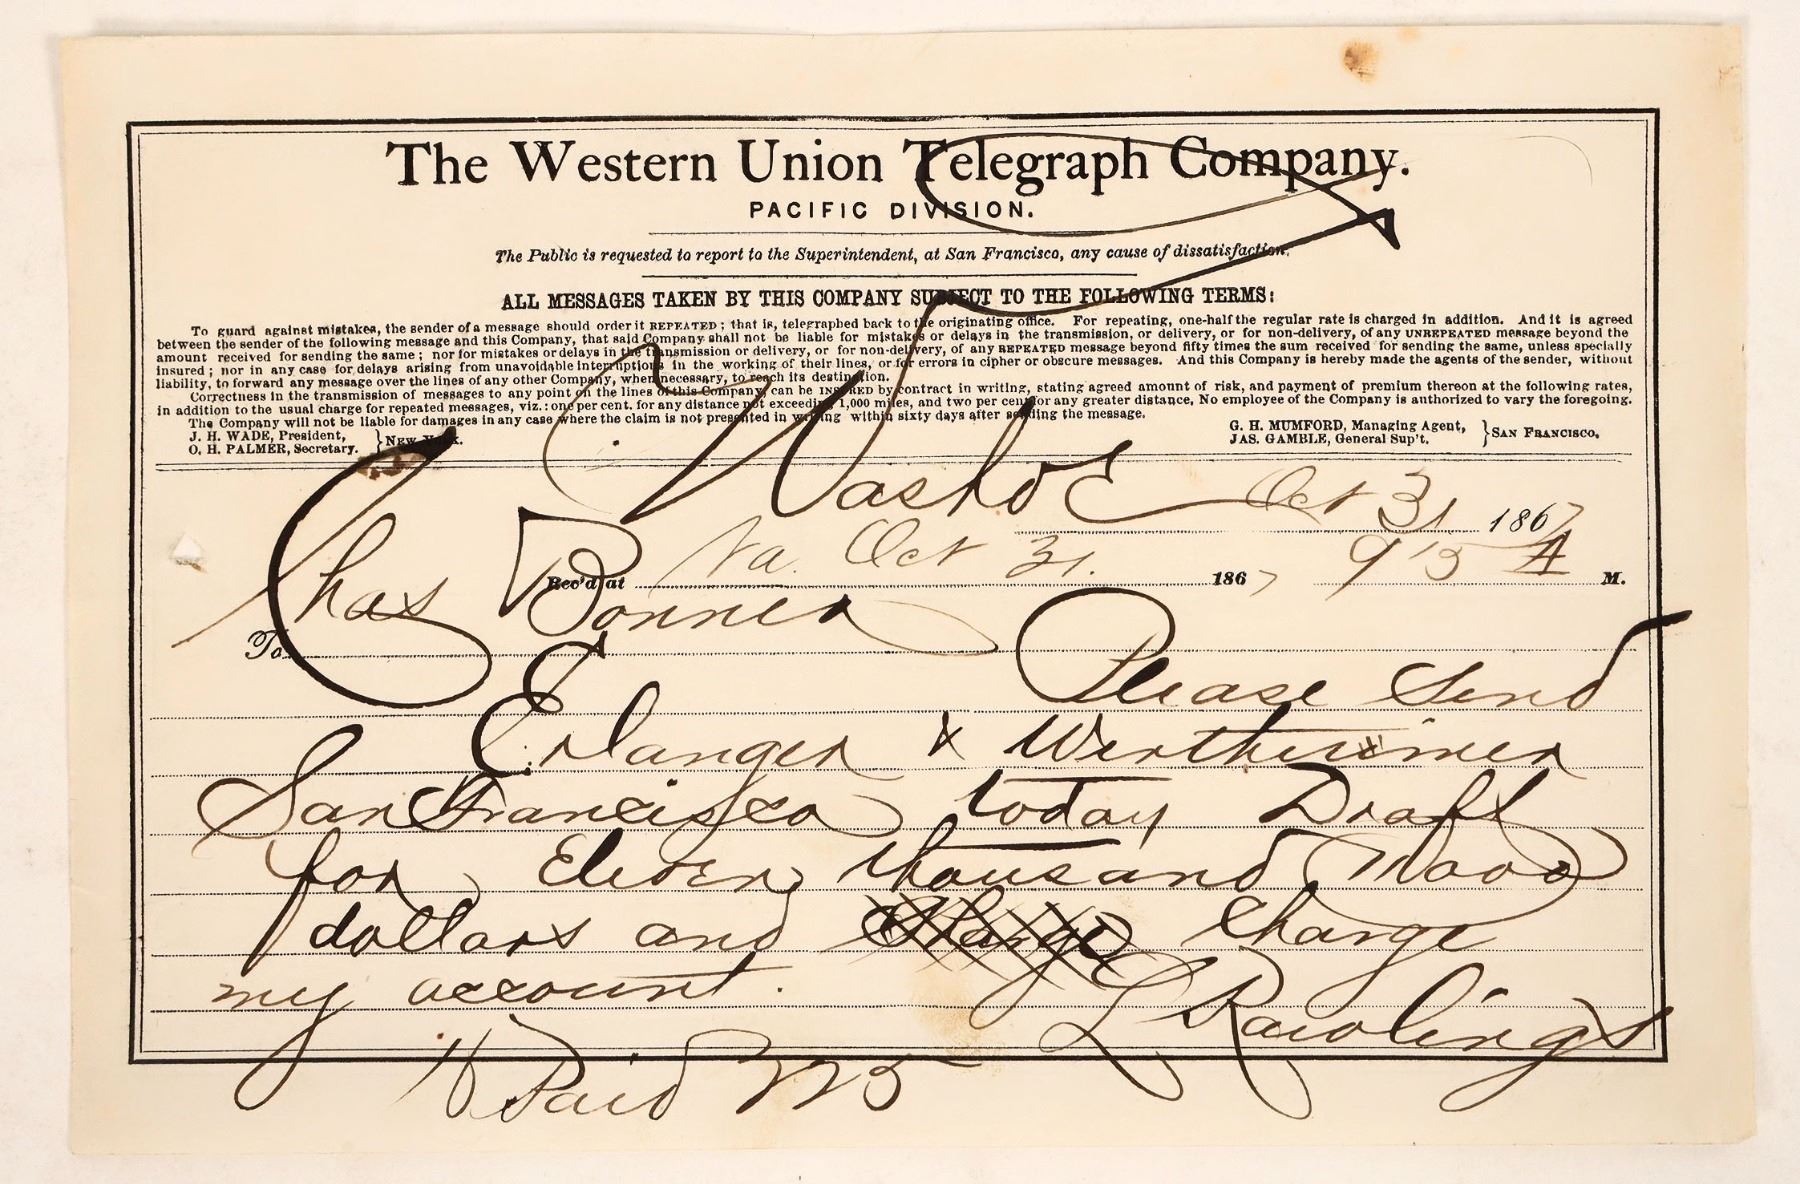 The Western Union Telegraph Company.
PACIFIC DIVISION.
The Public is requested to report to the Superintendent, at San Francisco, any cause of dissatisfaction.
ALL MESSAGES TAKEN BY THIS COMPANY SUBJECT TO THE FOLLOWING TERMS:
To guard against mistakes, the sender of a message should order it REPEATED; that is, telegraphed back to the originating office. For repeating, one-half the regular rate is charged in addition. And it is agreed
between the sender of the following message and this Company, that said Company shall not be liable for mistakes or delays in the transmission, or delivery, or for non-delivery, of any UNREPEATED message beyond the
amount received for sending the same; nor for mistakes or delays in the transmission or delivery, or for non-delivery, of any REPEATED message beyond fifty times the sum received for sending the same, unless specially
insured; nor in any case for delays arising from unavoidable interruptions in the working of their lines, or for errors in cipher or obscure messages. And this Company is hereby made the agents of the sender, without
liability, to forward any message over the lines of any other Company, when necessary, to reach its destination.
Correctness in the transmission of messages to any point on the lines of this Company, can be INSURED by contract in writing, stating agreed amount of risk, and payment of premium thereon at the following rates,
in addition to the usual charge for repeated messages, viz.: one per cent. for any distance not exceeding 1,000 miles, and two per cent for any greater distance, No employee of the Company is authorized to vary the foregoing.
The Company will not be liable for damages in any case where the claim is not presented in writing within sixty days after sending the message.
J. H. WADE, President,
O. H. PALMER, Secretary. } NEW YORK.
G. H. MUMFORD, Managing Agent,
JAS. GAMBLE, General Sup't. } SAN FRANCISCO.
Washoe Oct 31 1867
Rec'd at Va. Oct 31. 1867 915 A M.
To Chas Bonner
Please Send
Erlanger & Wertheimer
San Francisco today Draft
for Eleven thousand
dollars and charge
my account.
L Rawlings
Paid